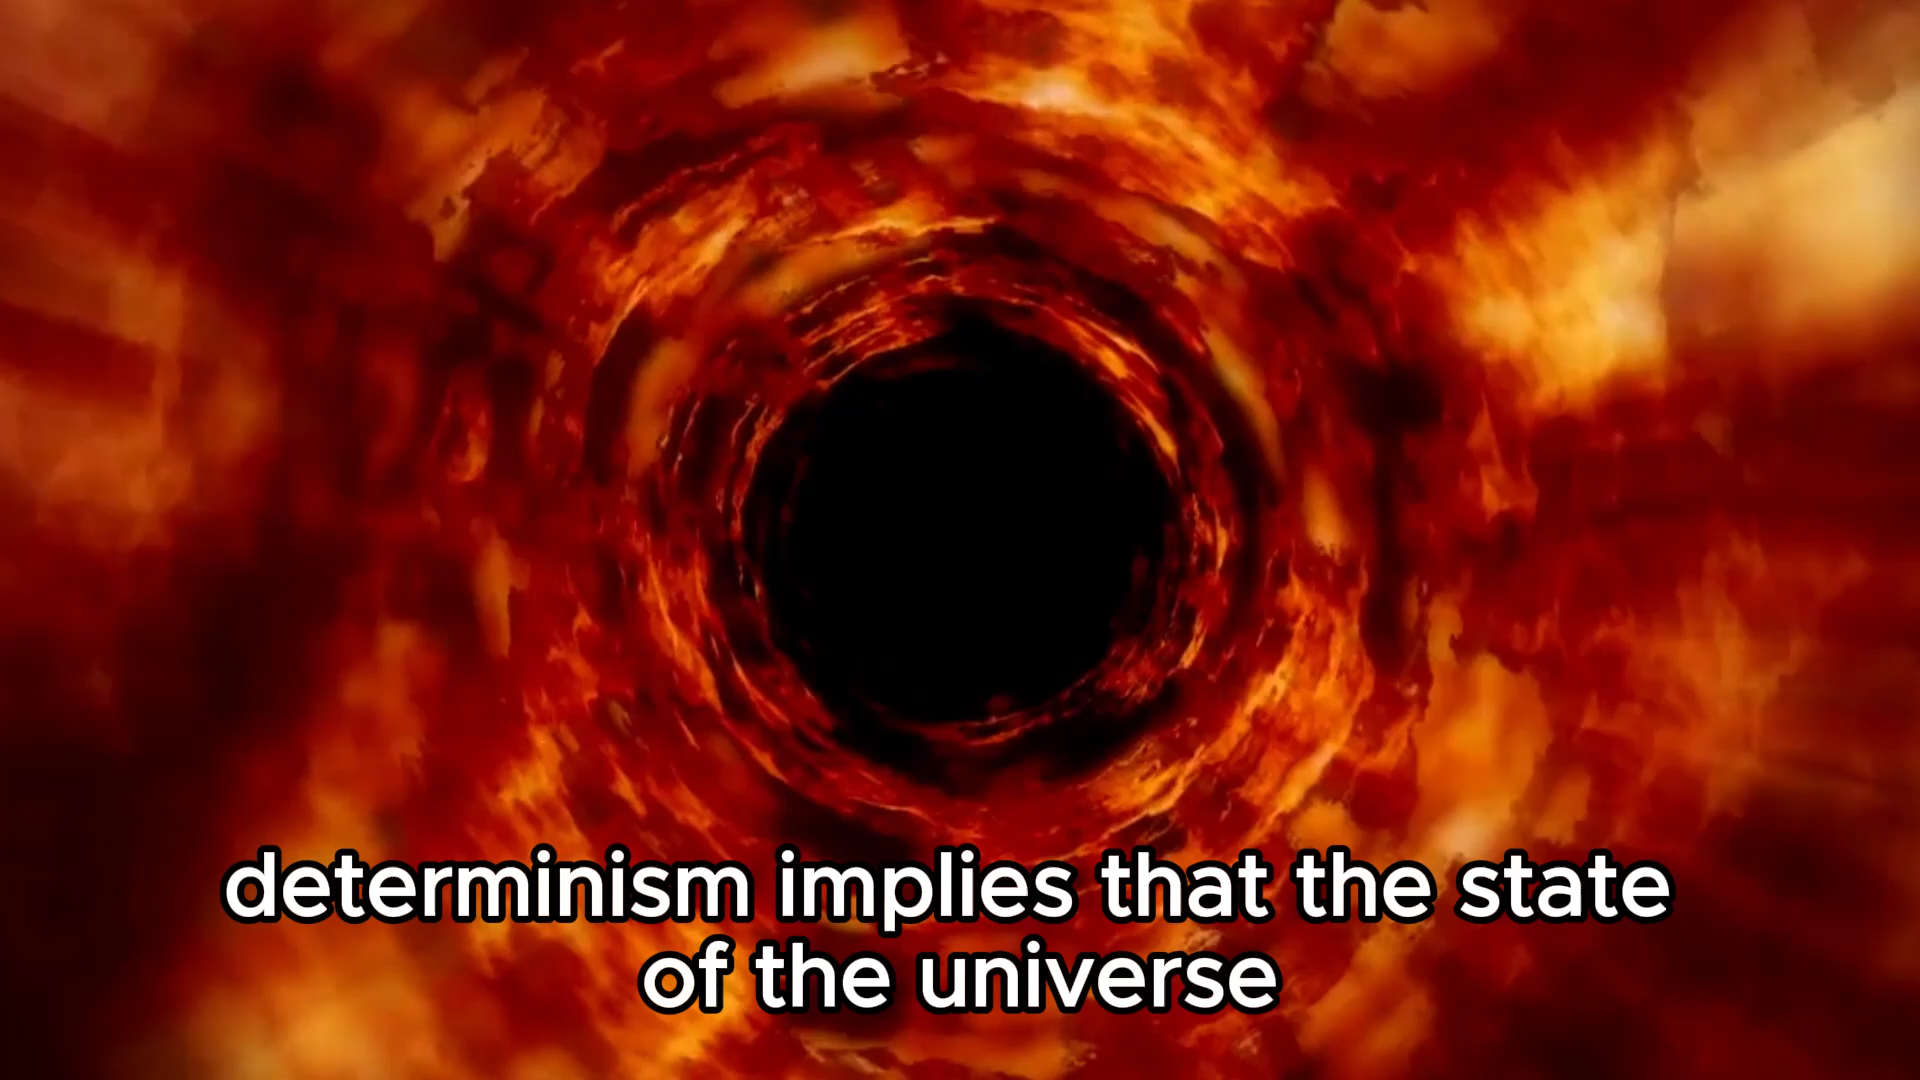 determinism implies that the state
of the universe